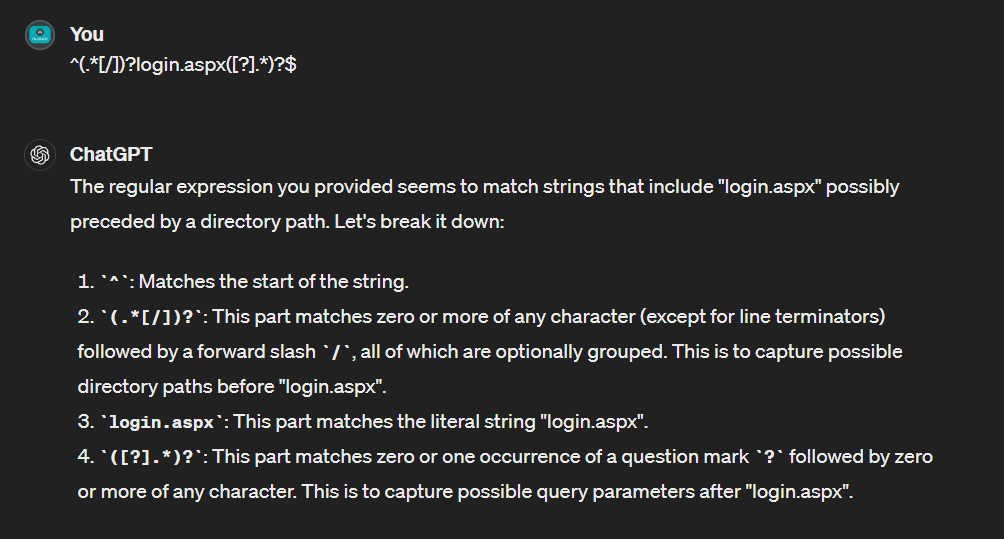 You
^(.*[/])?login.aspx([?].*)?$
ChatGPT
The regular expression you provided seems to match strings that include "login.aspx" possibly
preceded by a directory path. Let's break it down:
1. `^`: Matches the start of the string.
2. `(.*[/])?`: This part matches zero or more of any character (except for line terminators)
followed by a forward slash `/`, all of which are optionally grouped. This is to capture possible
directory paths before "login.aspx".
3. `login.aspx`: This part matches the literal string "login.aspx".
4. `([?].*)?`: This part matches zero or one occurrence of a question mark `?` followed by zero
or more of any character. This is to capture possible query parameters after "login.aspx".